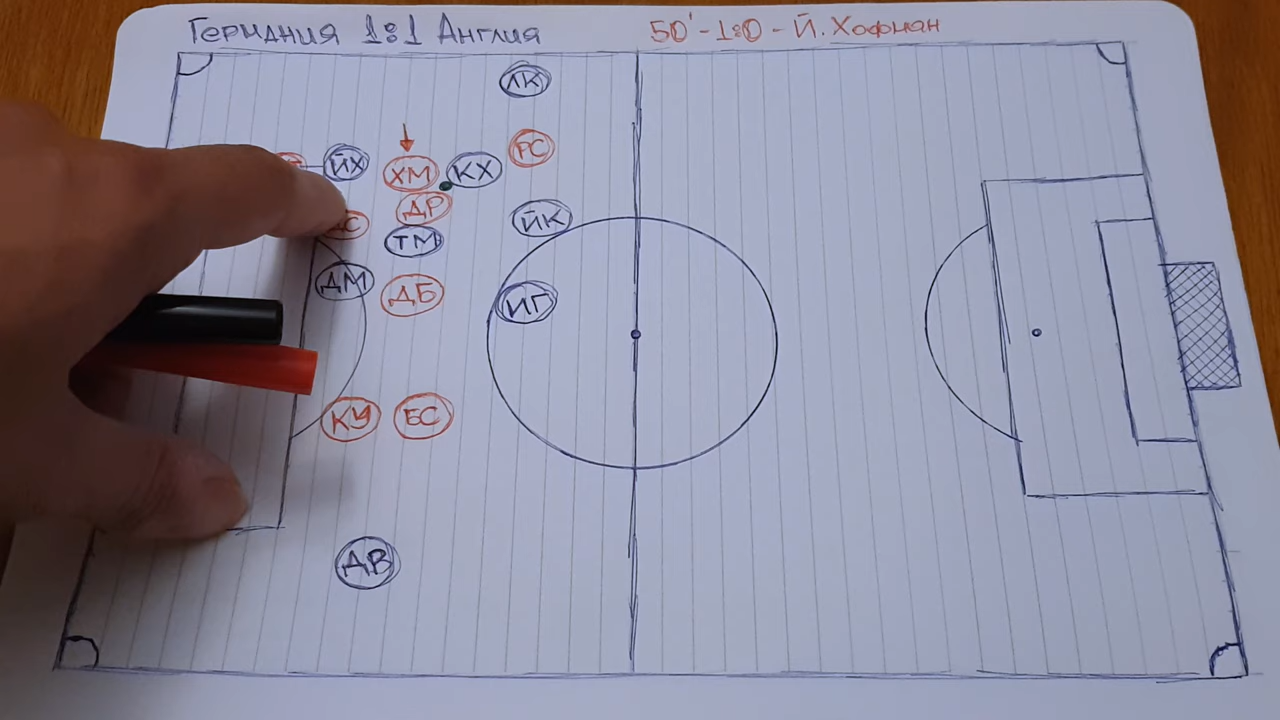 Германия 1:1 Англия
50' - 1:0 - Й. Хофман
ЛК
РС
ЙХ
ХМ
КХ
ДР
ЙК
ТМ
ДМ
ДБ
ИГ
КУ
БС
ДВ